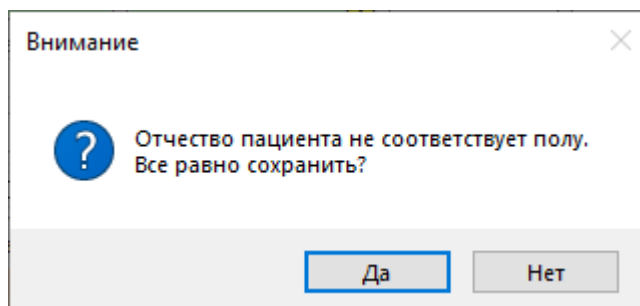 Внимание
Отчество пациента не соответствует полу.
Все равно сохранить?
Да
Нет